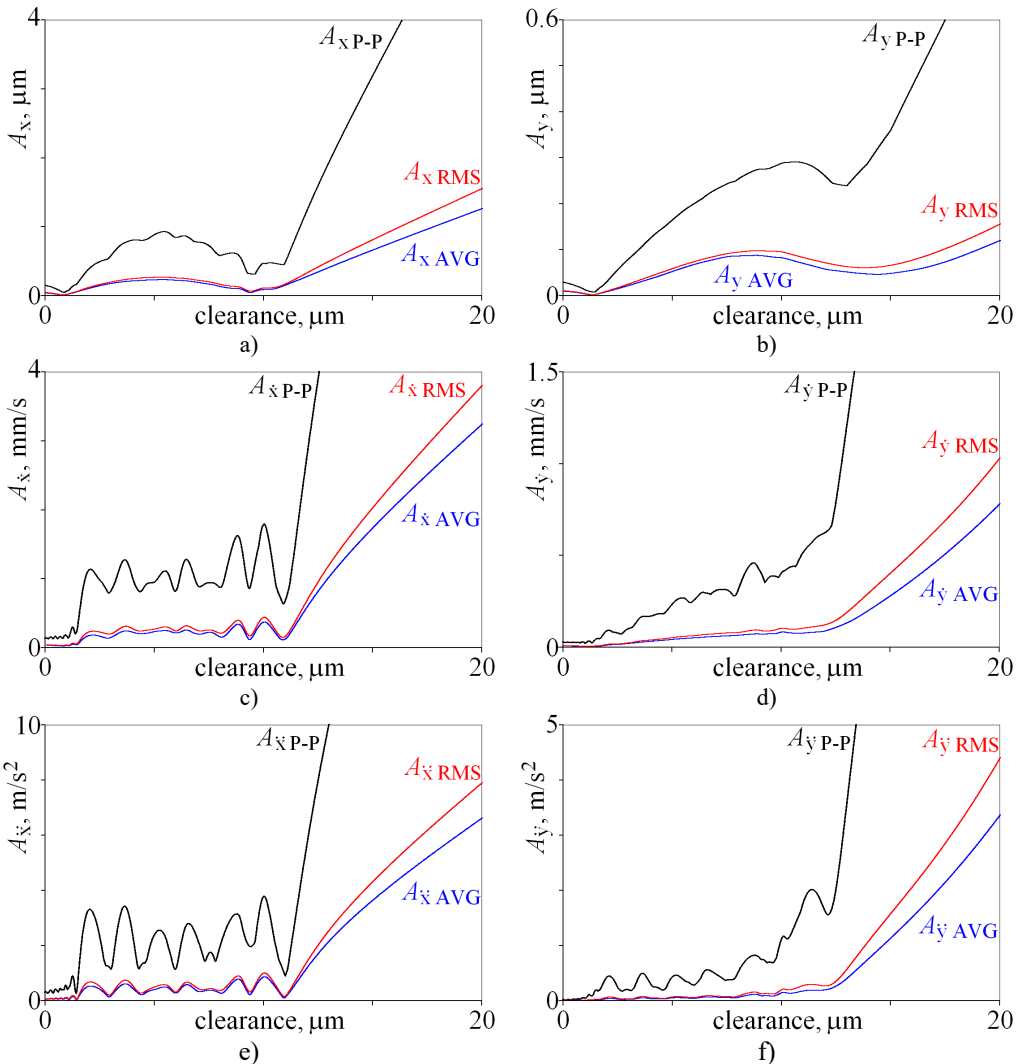 4
A_x, μm
A_x P-P
A_x RMS
A_x AVG
0
0 clearance, μm 20
a)
0.6
A_y, μm
A_y P-P
A_y RMS
A_y AVG
0
0 clearance, μm 20
b)
4
A_ẋ, mm/s
A_ẋ P-P
A_ẋ RMS
A_ẋ AVG
0
0 clearance, μm 20
c)
1.5
A_ẏ, mm/s
A_ẏ P-P
A_ẏ RMS
A_ẏ AVG
0
0 clearance, μm 20
d)
10
A_ẍ, m/s²
A_ẍ P-P
A_ẍ RMS
A_ẍ AVG
0
0 clearance, μm 20
e)
5
A_ÿ, m/s²
A_ÿ P-P
A_ÿ RMS
A_ÿ AVG
0
0 clearance, μm 20
f)